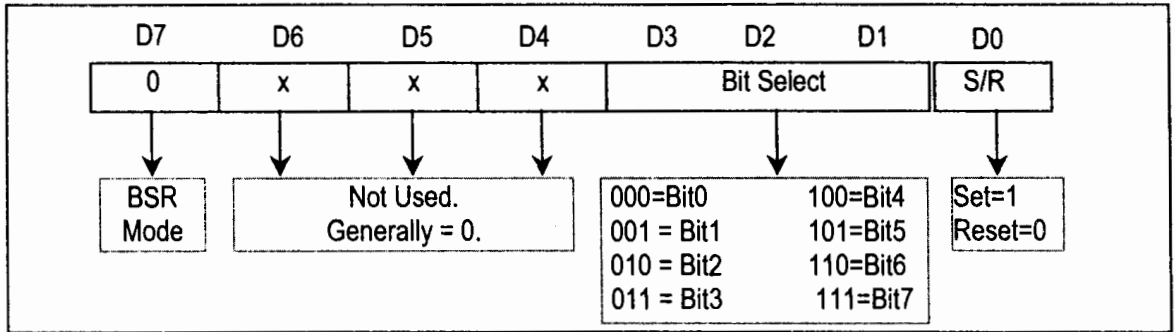 D7 D6 D5 D4 D3 D2 D1 D0
0 x x x Bit Select S/R
BSR
Mode
Not Used.
Generally = 0.
000=Bit0 100=Bit4
001 = Bit1 101=Bit5
010 = Bit2 110=Bit6
011 = Bit3 111=Bit7
Set=1
Reset=0